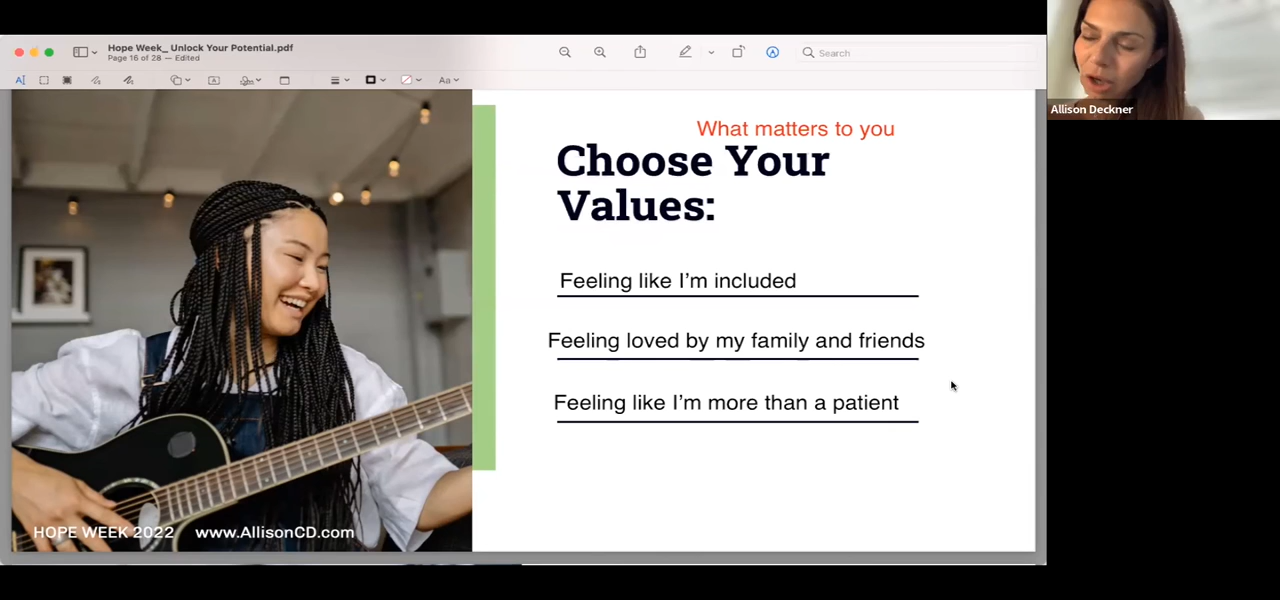 Hope Week_ Unlock Your Potential.pdf
Page 16 of 28 — Edited
Search
Aa
Allison Deckner
What matters to you
Choose Your
Values:
Feeling like I'm included
Feeling loved by my family and friends
Feeling like I'm more than a patient
HOPE WEEK 2022 www.AllisonCD.com